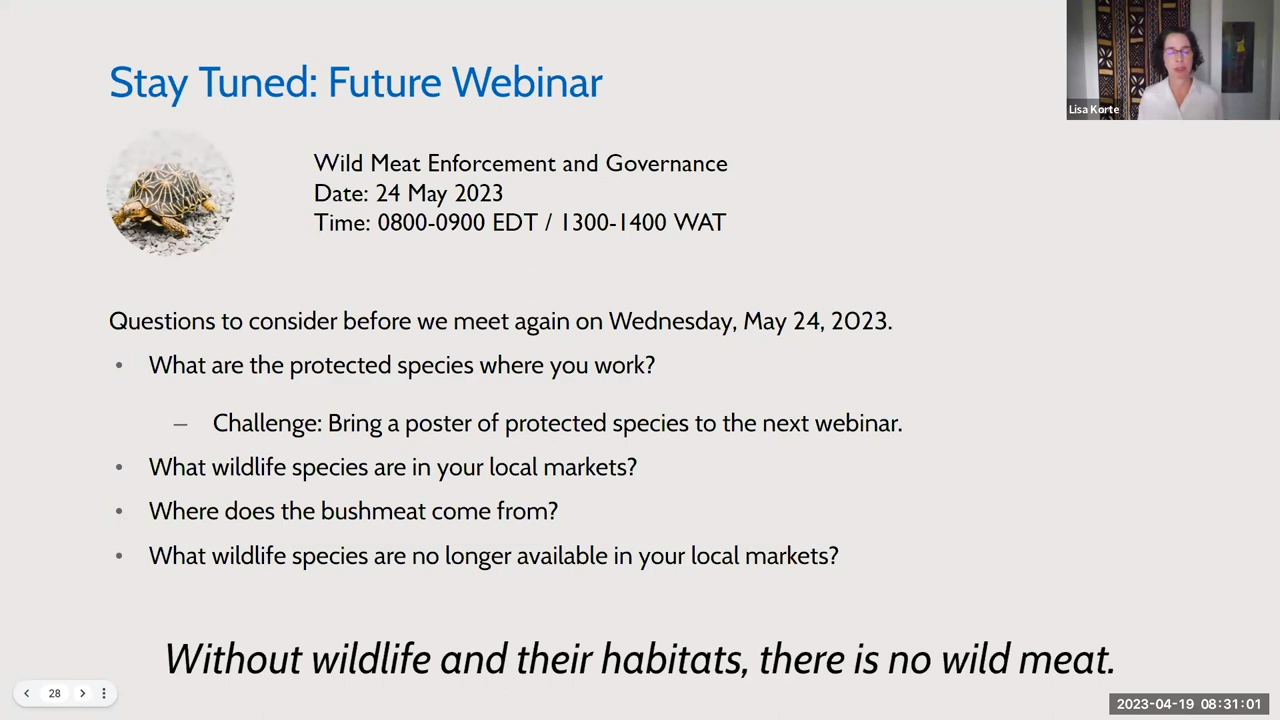 Stay Tuned: Future Webinar
Lisa Korte
Wild Meat Enforcement and Governance
Date: 24 May 2023
Time: 0800-0900 EDT / 1300-1400 WAT
Questions to consider before we meet again on Wednesday, May 24, 2023.
• What are the protected species where you work?
– Challenge: Bring a poster of protected species to the next webinar.
• What wildlife species are in your local markets?
• Where does the bushmeat come from?
• What wildlife species are no longer available in your local markets?
Without wildlife and their habitats, there is no wild meat.
28
2023-04-19 08:31:01